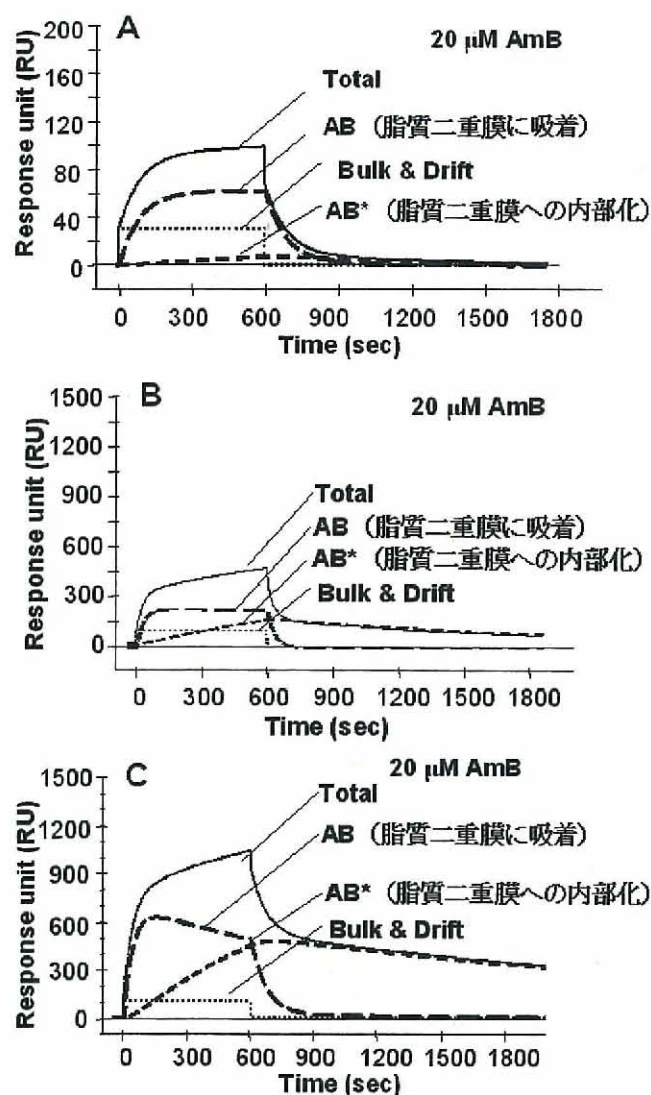 A
20 μM AmB
Response unit (RU)
200
160
120
80
40
0
Total
AB (脂質二重膜に吸着)
Bulk & Drift
AB* (脂質二重膜への内部化)
0 300 600 900 1200 1500 1800
Time (sec)
B
20 μM AmB
Response unit (RU)
1500
1200
900
600
300
0
Total
AB (脂質二重膜に吸着)
AB* (脂質二重膜への内部化)
Bulk & Drift
0 300 600 900 1200 1500 1800
Time (sec)
C
20 μM AmB
Response unit (RU)
1500
1200
900
600
300
0
Total
AB (脂質二重膜に吸着)
AB* (脂質二重膜への内部化)
Bulk & Drift
0 300 600 900 1200 1500 1800
Time (sec)